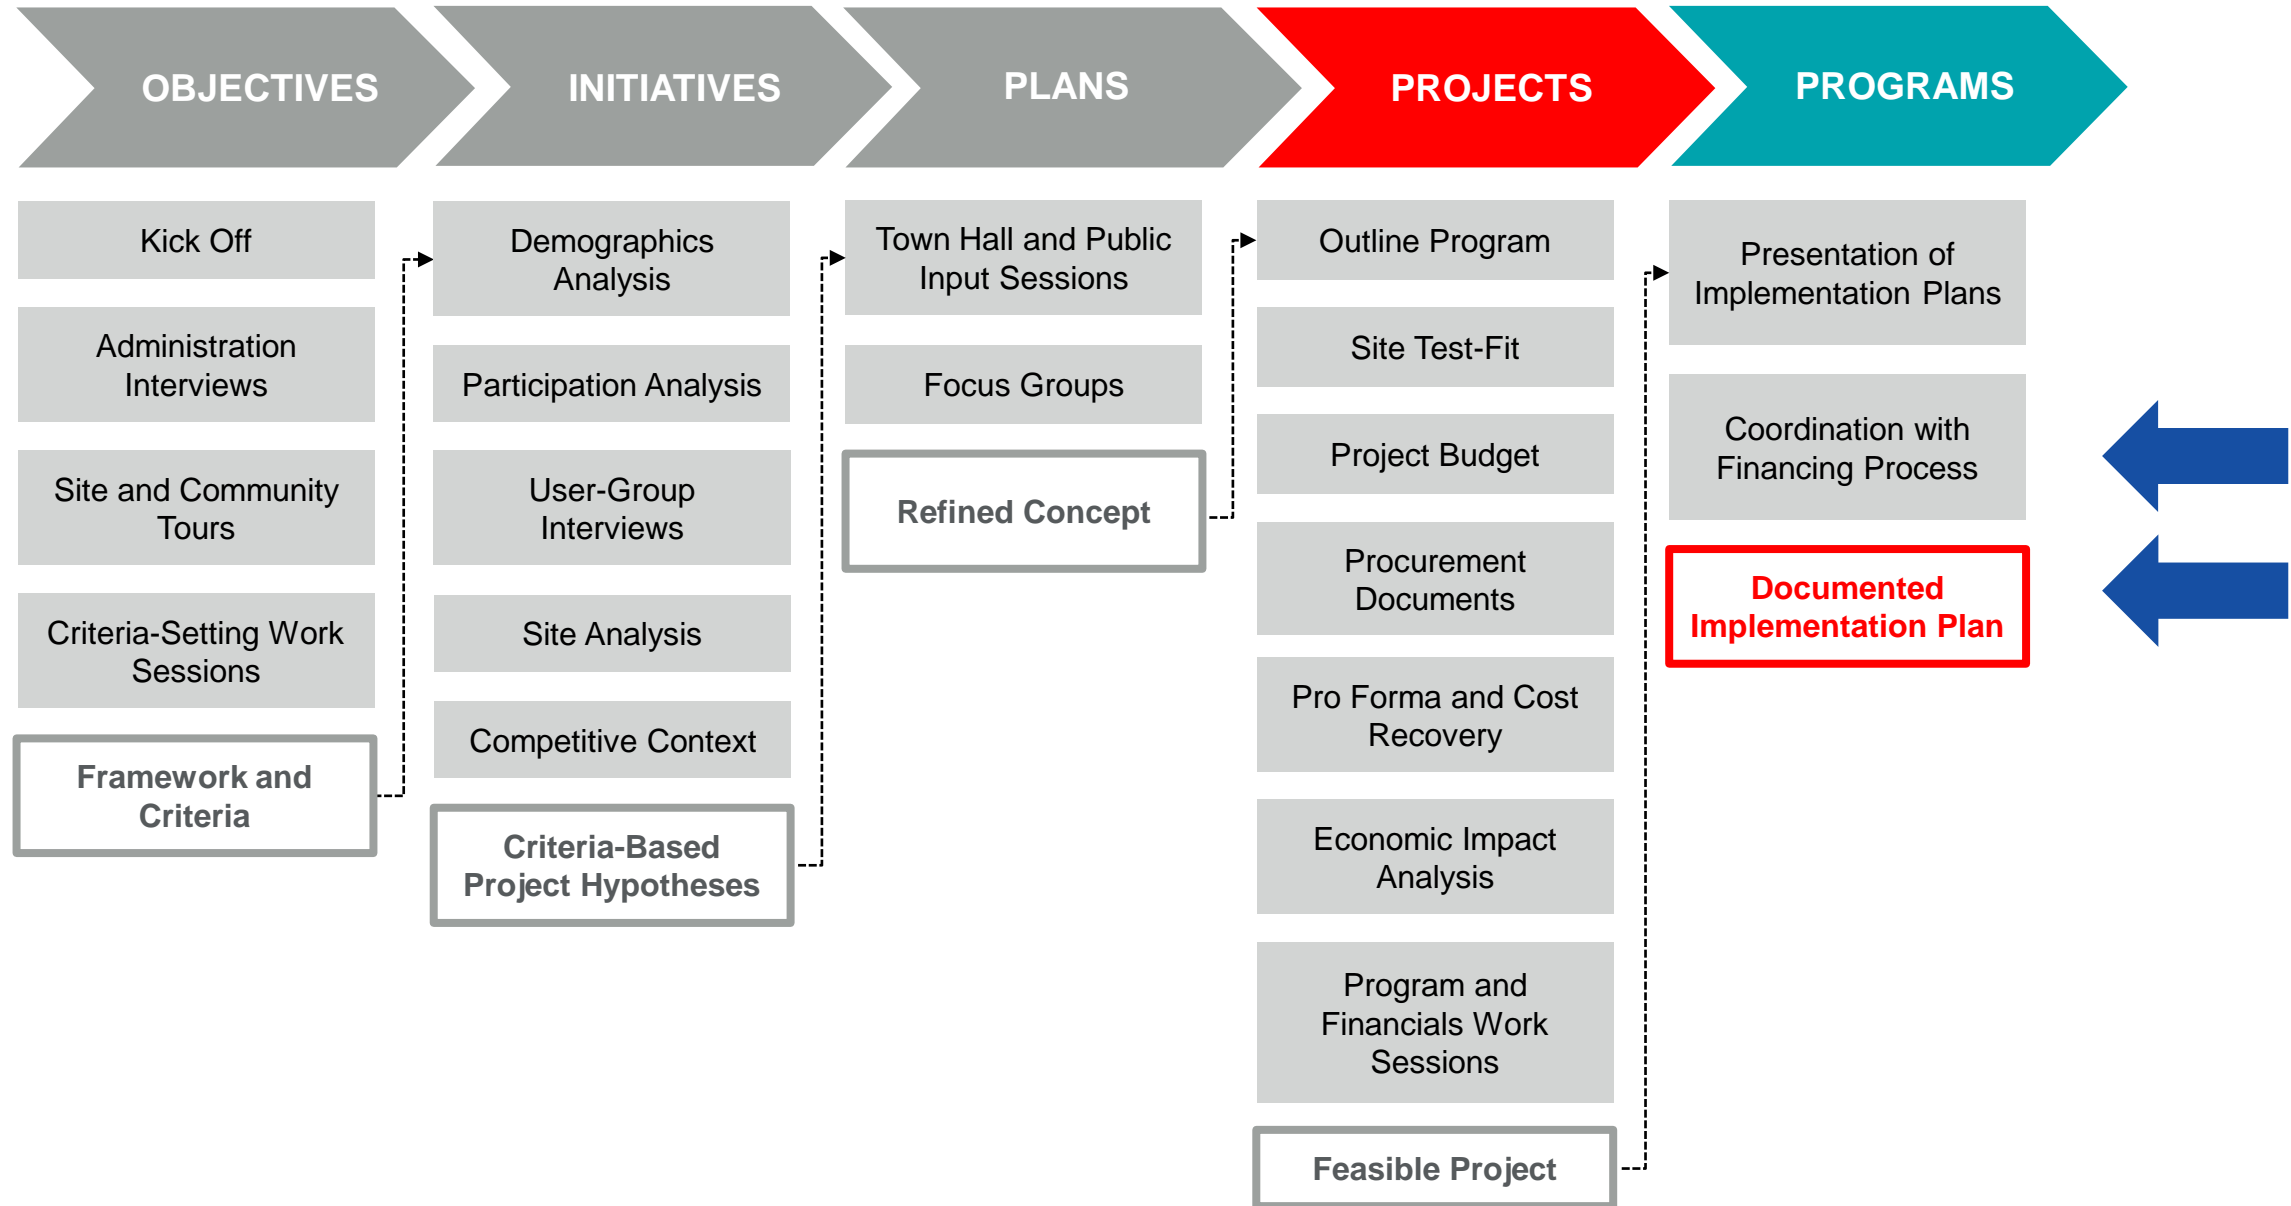 OBJECTIVES
INITIATIVES
PLANS
PROJECTS
PROGRAMS
Kick Off
Administration
Interviews
Site and Community
Tours
Criteria-Setting Work
Sessions
Framework and
Criteria
Demographics
Analysis
Participation Analysis
User-Group
Interviews
Site Analysis
Competitive Context
Criteria-Based
Project Hypotheses
Town Hall and Public
Input Sessions
Focus Groups
Refined Concept
Outline Program
Site Test-Fit
Project Budget
Procurement
Documents
Pro Forma and Cost
Recovery
Economic Impact
Analysis
Program and
Financials Work
Sessions
Feasible Project
Presentation of
Implementation Plans
Coordination with
Financing Process
Documented
Implementation Plan